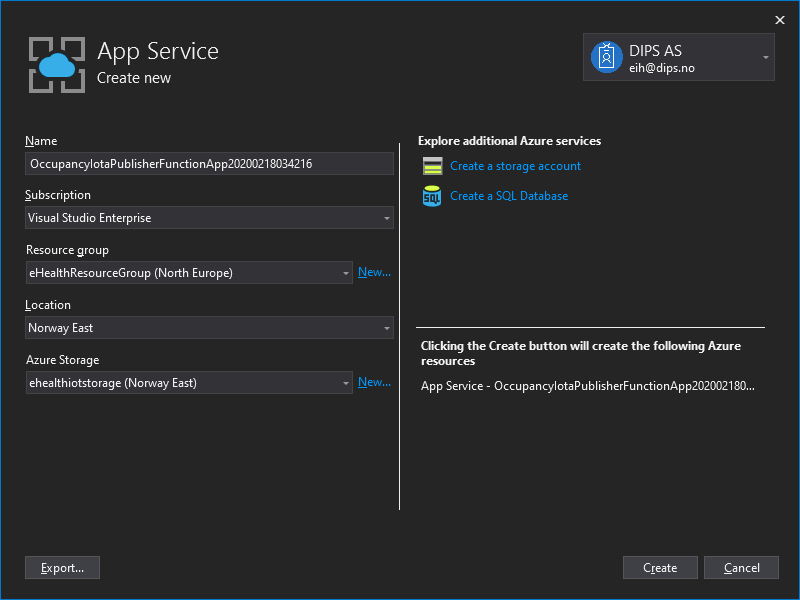 App Service
Create new
DIPS AS
eih@dips.no
Name
OccupancyIotaPublisherFunctionApp20200218034216
Subscription
Visual Studio Enterprise
Resource group
eHealthResourceGroup (North Europe)
New...
Location
Norway East
Azure Storage
ehealthiotstorage (Norway East)
New...
Explore additional Azure services
Create a storage account
SQL
Create a SQL Database
Clicking the Create button will create the following Azure
resources
App Service - OccupancyIotaPublisherFunctionApp202002180...
Export...
Create
Cancel